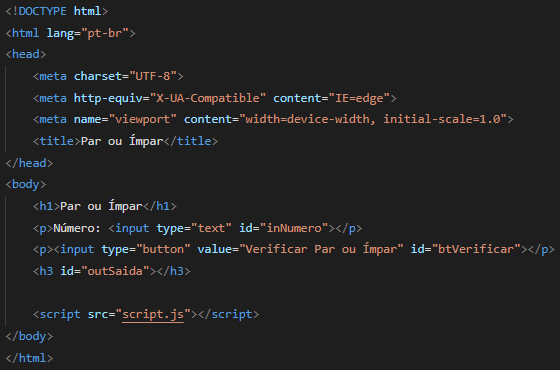 <!DOCTYPE html>
<html lang="pt-br">
<head>
    <meta charset="UTF-8">
    <meta http-equiv="X-UA-Compatible" content="IE=edge">
    <meta name="viewport" content="width=device-width, initial-scale=1.0">
    <title>Par ou Ímpar</title>
</head>
<body>
    <h1>Par ou Ímpar</h1>
    <p>Número: <input type="text" id="inNumero"></p>
    <p><input type="button" value="Verificar Par ou Ímpar" id="btVerificar"></p>
    <h3 id="outSaida"></h3>

    <script src="script.js"></script>
</body>
</html>